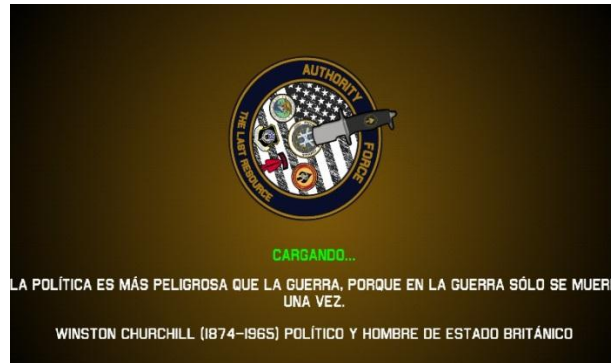 AUTHORITY
FORCE
THE LAST RESOURCE
CARGANDO...
LA POLÍTICA ES MÁS PELIGROSA QUE LA GUERRA, PORQUE EN LA GUERRA SÓLO SE MUER
UNA VEZ.
WINSTON CHURCHILL (1874-1965) POLÍTICO Y HOMBRE DE ESTADO BRITÁNICO